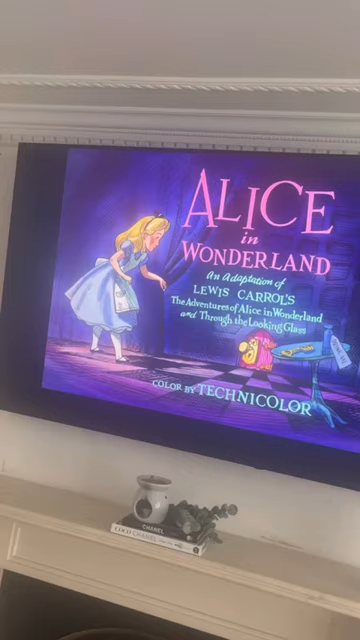 ALICE
in
WONDERLAND
An Adaptation of
LEWIS CARROL'S
The Adventures of Alice in Wonderland
and Through the Looking Glass
COLOR BY TECHNICOLOR
CHANEL
COCO CHANEL